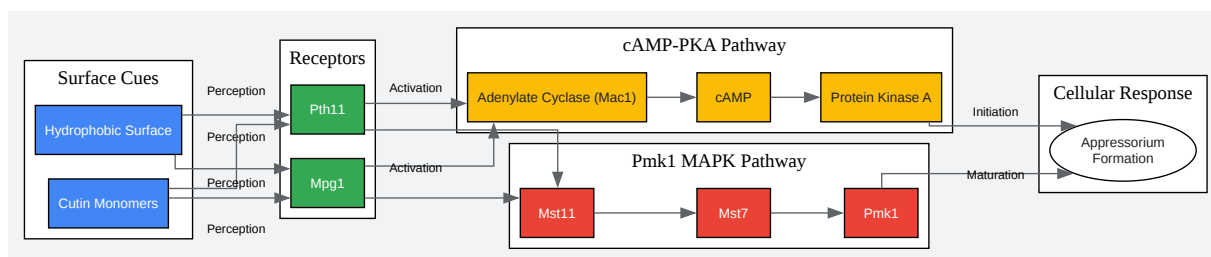 Surface Cues
Hydrophobic Surface
Cutin Monomers
Perception
Perception
Perception
Perception
Receptors
Pth11
Mpg1
Activation
Activation
cAMP-PKA Pathway
Adenylate Cyclase (Mac1)
cAMP
Protein Kinase A
Pmk1 MAPK Pathway
Mst11
Mst7
Pmk1
Initiation
Maturation
Cellular Response
Appressorium
Formation